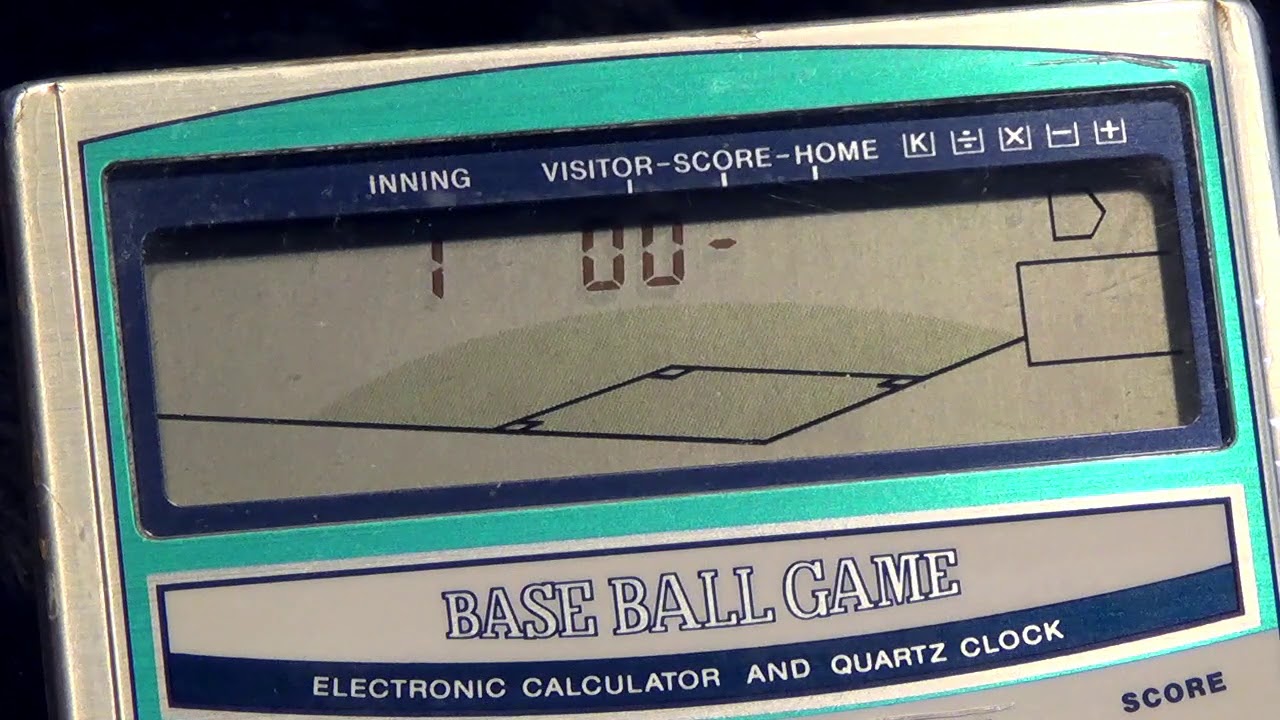 INNING VISITOR-SCORE-HOME K ÷ × − +
1 00 -
BASE BALL GAME
ELECTRONIC CALCULATOR AND QUARTZ CLOCK
SCORE